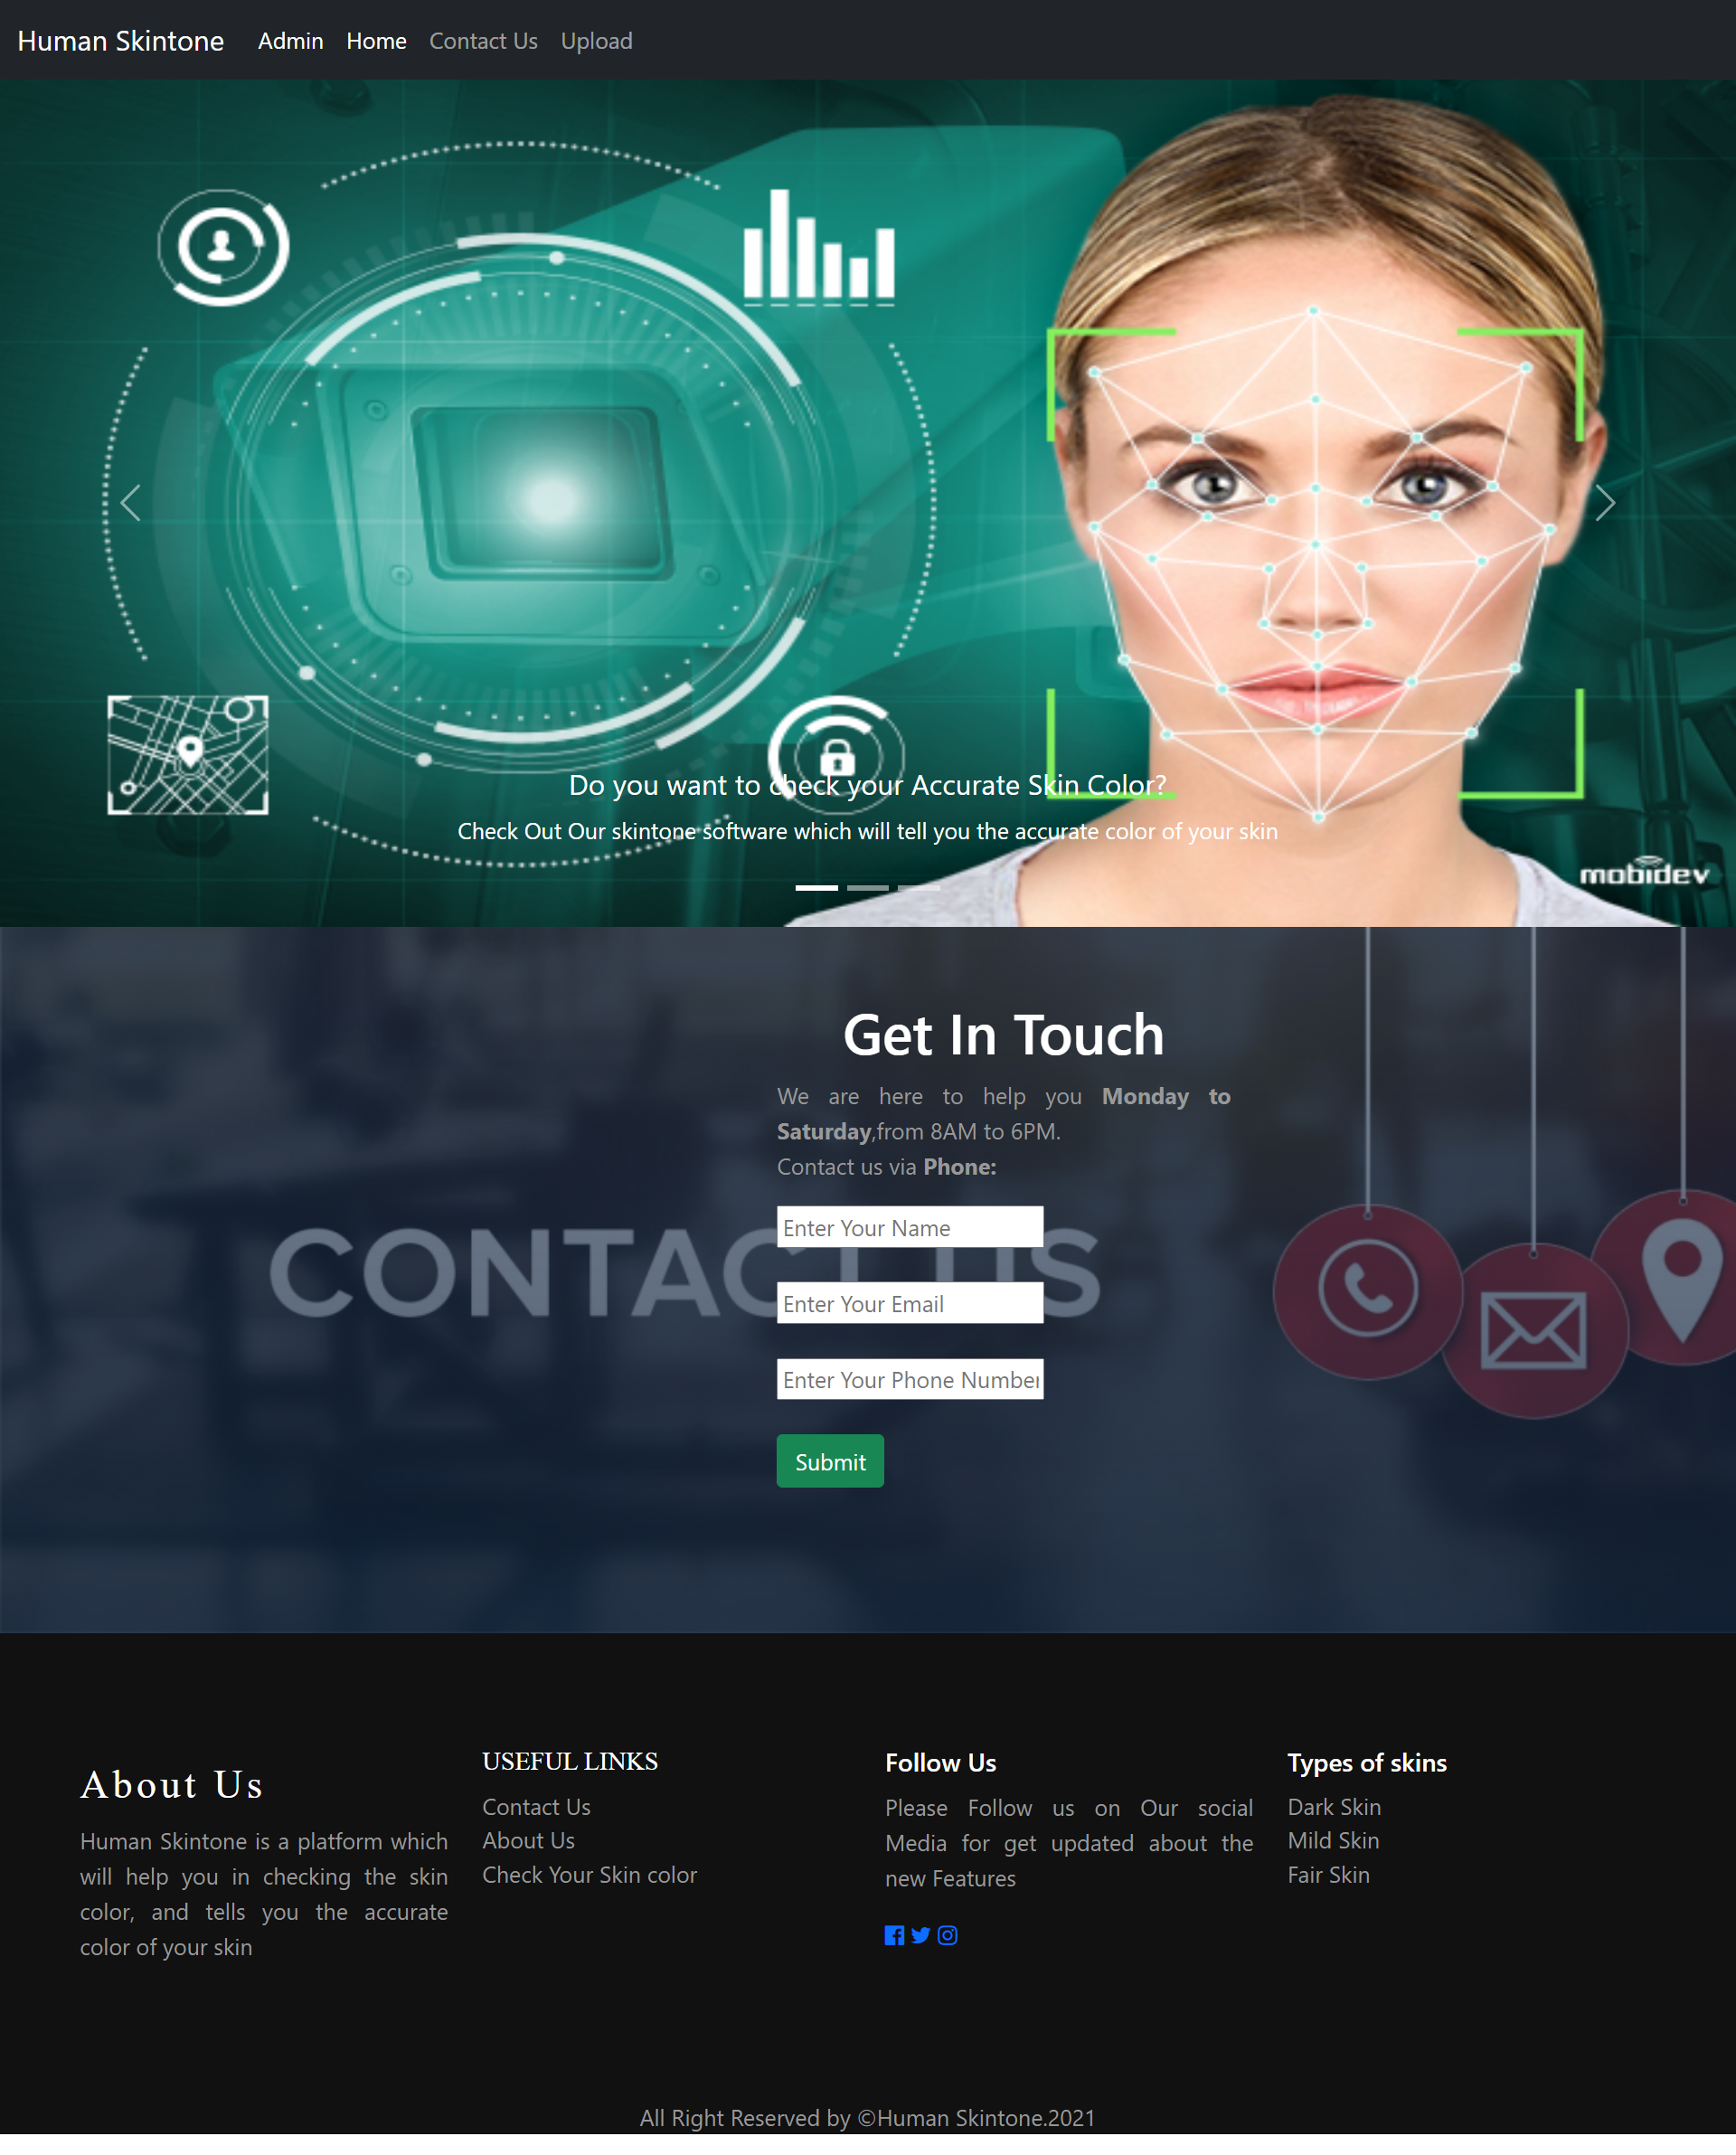 Human Skintone Admin Home Contact Us Upload
Do you want to check your Accurate Skin Color?
Check Out Our skintone software which will tell you the accurate color of your skin
mobidev
Get In Touch
We are here to help you Monday to
Saturday,from 8AM to 6PM.
Contact us via Phone:
CONTACT US
Enter Your Name
Enter Your Email
Enter Your Phone Number
Submit
About Us
Human Skintone is a platform which
will help you in checking the skin
color, and tells you the accurate
color of your skin
USEFUL LINKS
Contact Us
About Us
Check Your Skin color
Follow Us
Please Follow us on Our social
Media for get updated about the
new Features
Types of skins
Dark Skin
Mild Skin
Fair Skin
All Right Reserved by ©Human Skintone.2021